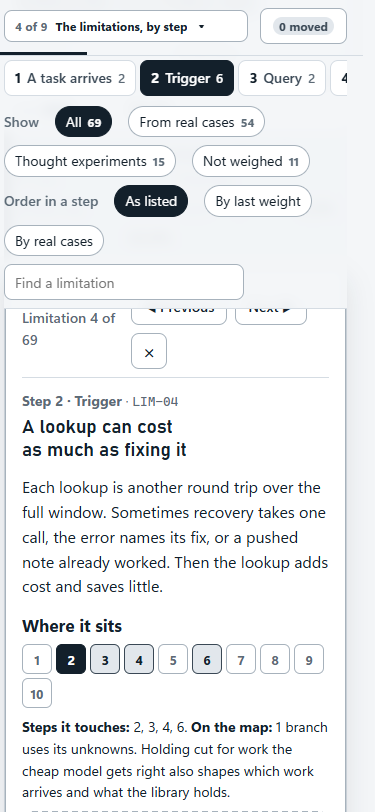 4 of 9 The limitations, by step
0 moved
1 A task arrives 2
2 Trigger 6
3 Query 2
4
Show
All 69
From real cases 54
Thought experiments 15
Not weighed 11
Order in a step
As listed
By last weight
By real cases
Find a limitation
Limitation 4 of
69
◀ Previous
Next ▶
×
Step 2 · Trigger · LIM-04
A lookup can cost
as much as fixing it
Each lookup is another round trip over the
full window. Sometimes recovery takes one
call, the error names its fix, or a pushed
note already worked. Then the lookup adds
cost and saves little.
Where it sits
1 2 3 4 5 6 7 8 9
10
Steps it touches: 2, 3, 4, 6. On the map: 1 branch
uses its unknowns. Holding cut for work the
cheap model gets right also shapes which work
arrives and what the library holds.